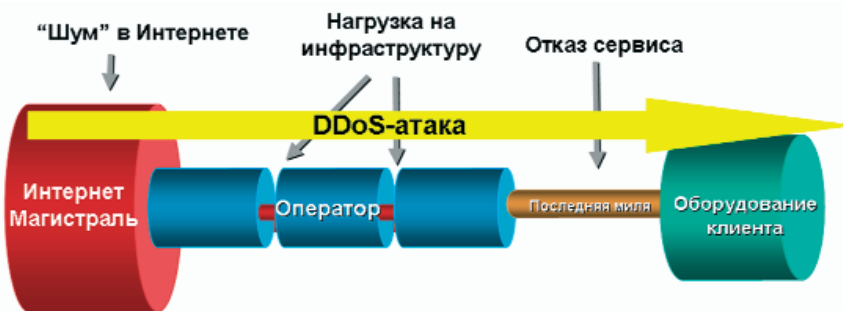 “Шум” в Интернете
Нагрузка на
инфраструктуру
Отказ сервиса
DDoS-атака
Интернет
Магистраль
Оператор
Последняя миля
Оборудование
клиента